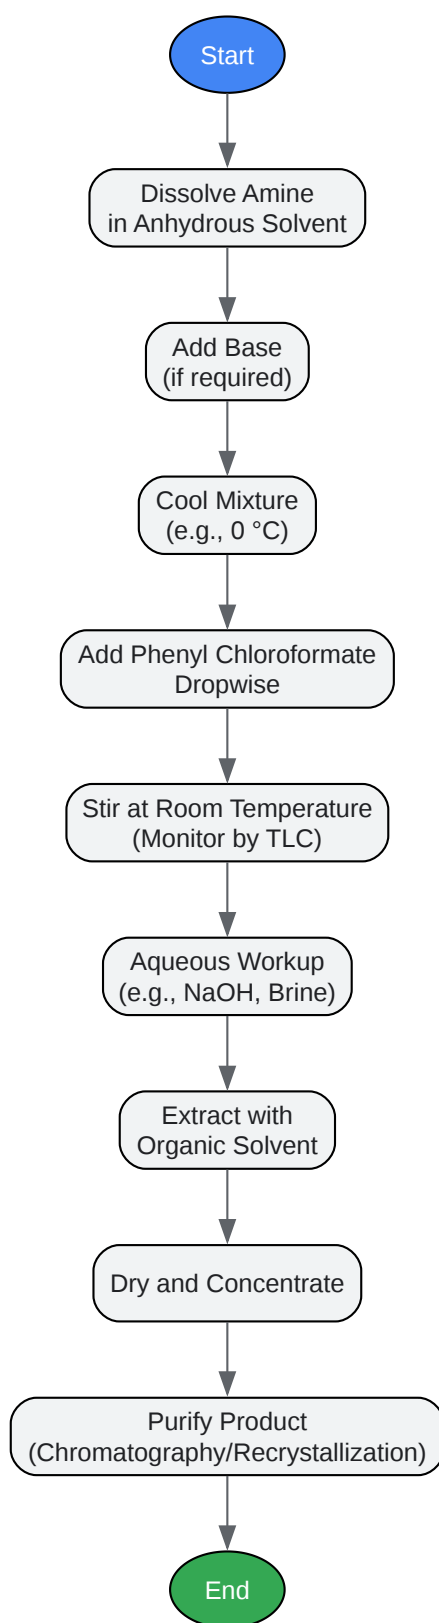 Start
Dissolve Amine
in Anhydrous Solvent
Add Base
(if required)
Cool Mixture
(e.g., 0 °C)
Add Phenyl Chloroformate
Dropwise
Stir at Room Temperature
(Monitor by TLC)
Aqueous Workup
(e.g., NaOH, Brine)
Extract with
Organic Solvent
Dry and Concentrate
Purify Product
(Chromatography/Recrystallization)
End